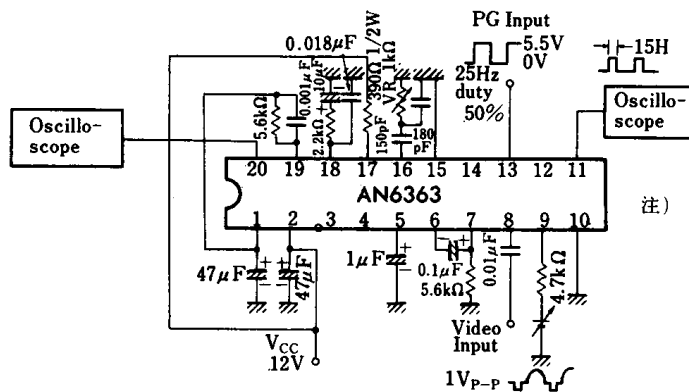 PG Input
5.5V
0V
25Hz
duty
50%
15H
0.018μF
0.001μF
10μF
390Ω 1/2W
VR 1kΩ
5.6kΩ
2.2kΩ
150pF
180
pF
Oscillo-
scope
Oscillo-
scope
20 19 18 17 16 15 14 13 12 11
AN6363
注)
1 2 3 4 5 6 7 8 9 10
+
−
47μF
+
−
47μF
1μF
+
−
− +
0.1μF
5.6kΩ
0.01μF
4.7kΩ
VCC
12V
Video
Input
1VP-P